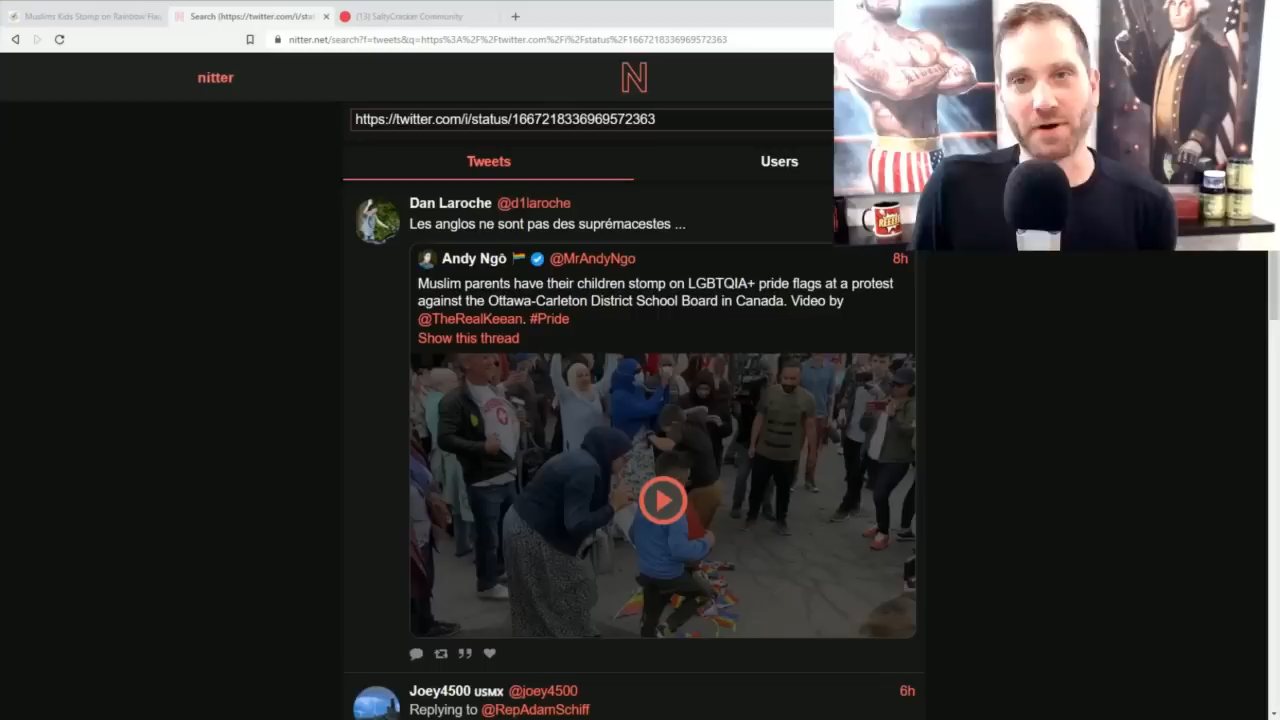 Muslims Kids Stomp on Rainbow Flag
Search (https://twitter.com/i/stat
(13) SaltyCracker Community
nitter.net/search?f=tweets&q=https%3A%2F%2Ftwitter.com%2Fi%2Fstatus%2F1667218336969572363
nitter
N
https://twitter.com/i/status/1667218336969572363
Tweets
Users
Dan Laroche @d1laroche
Les anglos ne sont pas des suprémacestes ...
Andy Ngô @MrAndyNgo 8h
Muslim parents have their children stomp on LGBTQIA+ pride flags at a protest
against the Ottawa-Carleton District School Board in Canada. Video by
@TheRealKeean. #Pride
Show this thread
Joey4500 USMX @joey4500 6h
Replying to @RepAdamSchiff